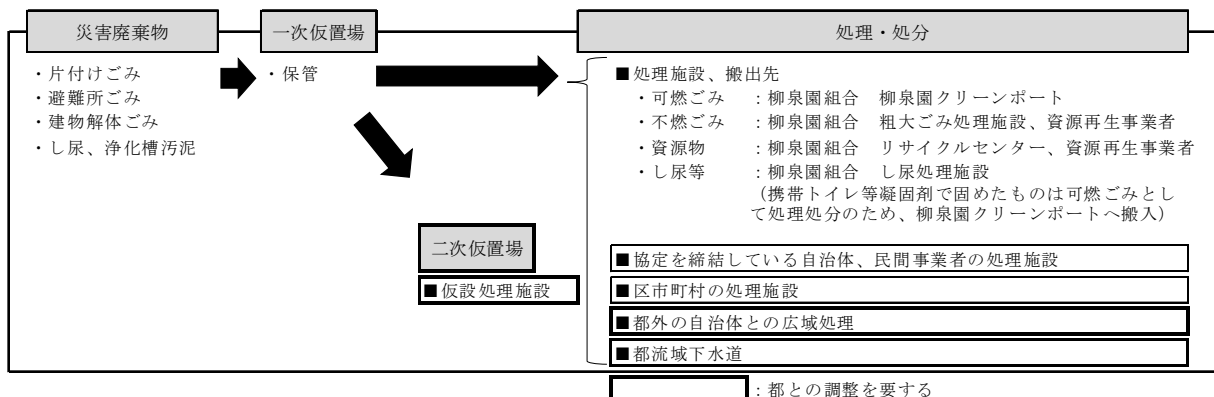 災害廃棄物
・片付けごみ
・避難所ごみ
・建物解体ごみ
・し尿、浄化槽汚泥
一次仮置場
・保管
二次仮置場
■仮設処理施設
処理・処分
■処理施設、搬出先
・可燃ごみ ：柳泉園組合 柳泉園クリーンポート
・不燃ごみ ：柳泉園組合 粗大ごみ処理施設、資源再生事業者
・資源物 ：柳泉園組合 リサイクルセンター、資源再生事業者
・し尿等 ：柳泉園組合 し尿処理施設
（携帯トイレ等凝固剤で固めたものは可燃ごみとし
て処理処分のため、柳泉園クリーンポートへ搬入）
■協定を締結している自治体、民間事業者の処理施設
■区市町村の処理施設
■都外の自治体との広域処理
■都流域下水道
：都との調整を要する